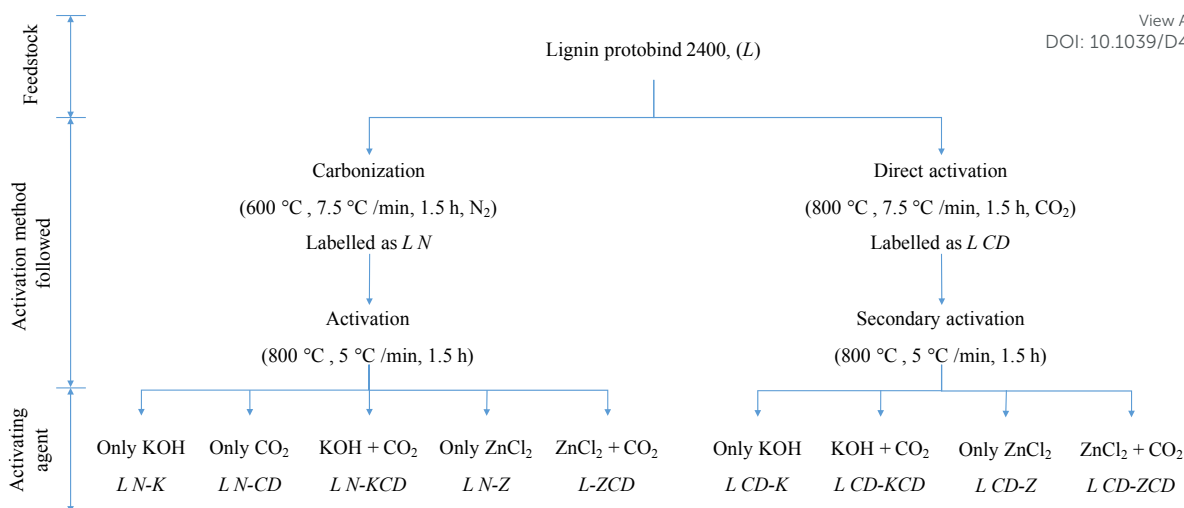 View A
DOI: 10.1039/D4
Feedstock
Lignin protobind 2400, (L)
Activation method
followed
Carbonization
(600 °C , 7.5 °C /min, 1.5 h, N₂)
Labelled as L N
Direct activation
(800 °C , 7.5 °C /min, 1.5 h, CO₂)
Labelled as L CD
Activation
(800 °C , 5 °C /min, 1.5 h)
Secondary activation
(800 °C , 5 °C /min, 1.5 h)
Activating
agent
Only KOH
L N-K
Only CO₂
L N-CD
KOH + CO₂
L N-KCD
Only ZnCl₂
L N-Z
ZnCl₂ + CO₂
L-ZCD
Only KOH
L CD-K
KOH + CO₂
L CD-KCD
Only ZnCl₂
L CD-Z
ZnCl₂ + CO₂
L CD-ZCD